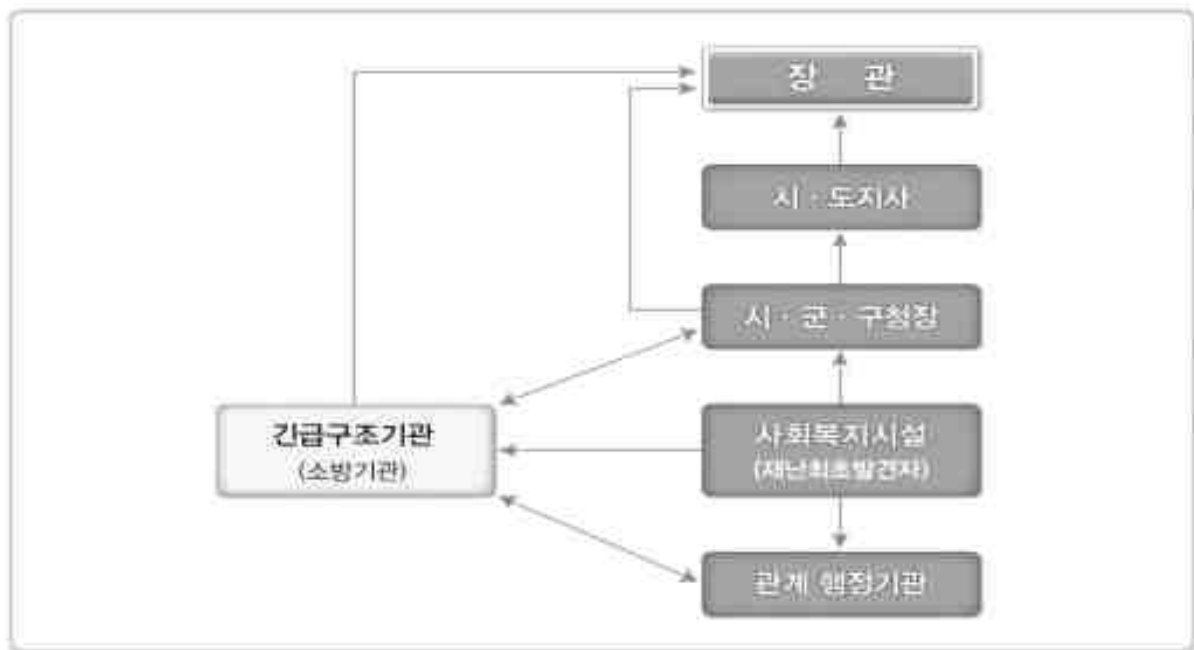 장 관
시 · 도지사
시 · 군 · 구청장
긴급구조기관
(소방기관)
사회복지시설
(재난최초발견자)
관계 행정기관